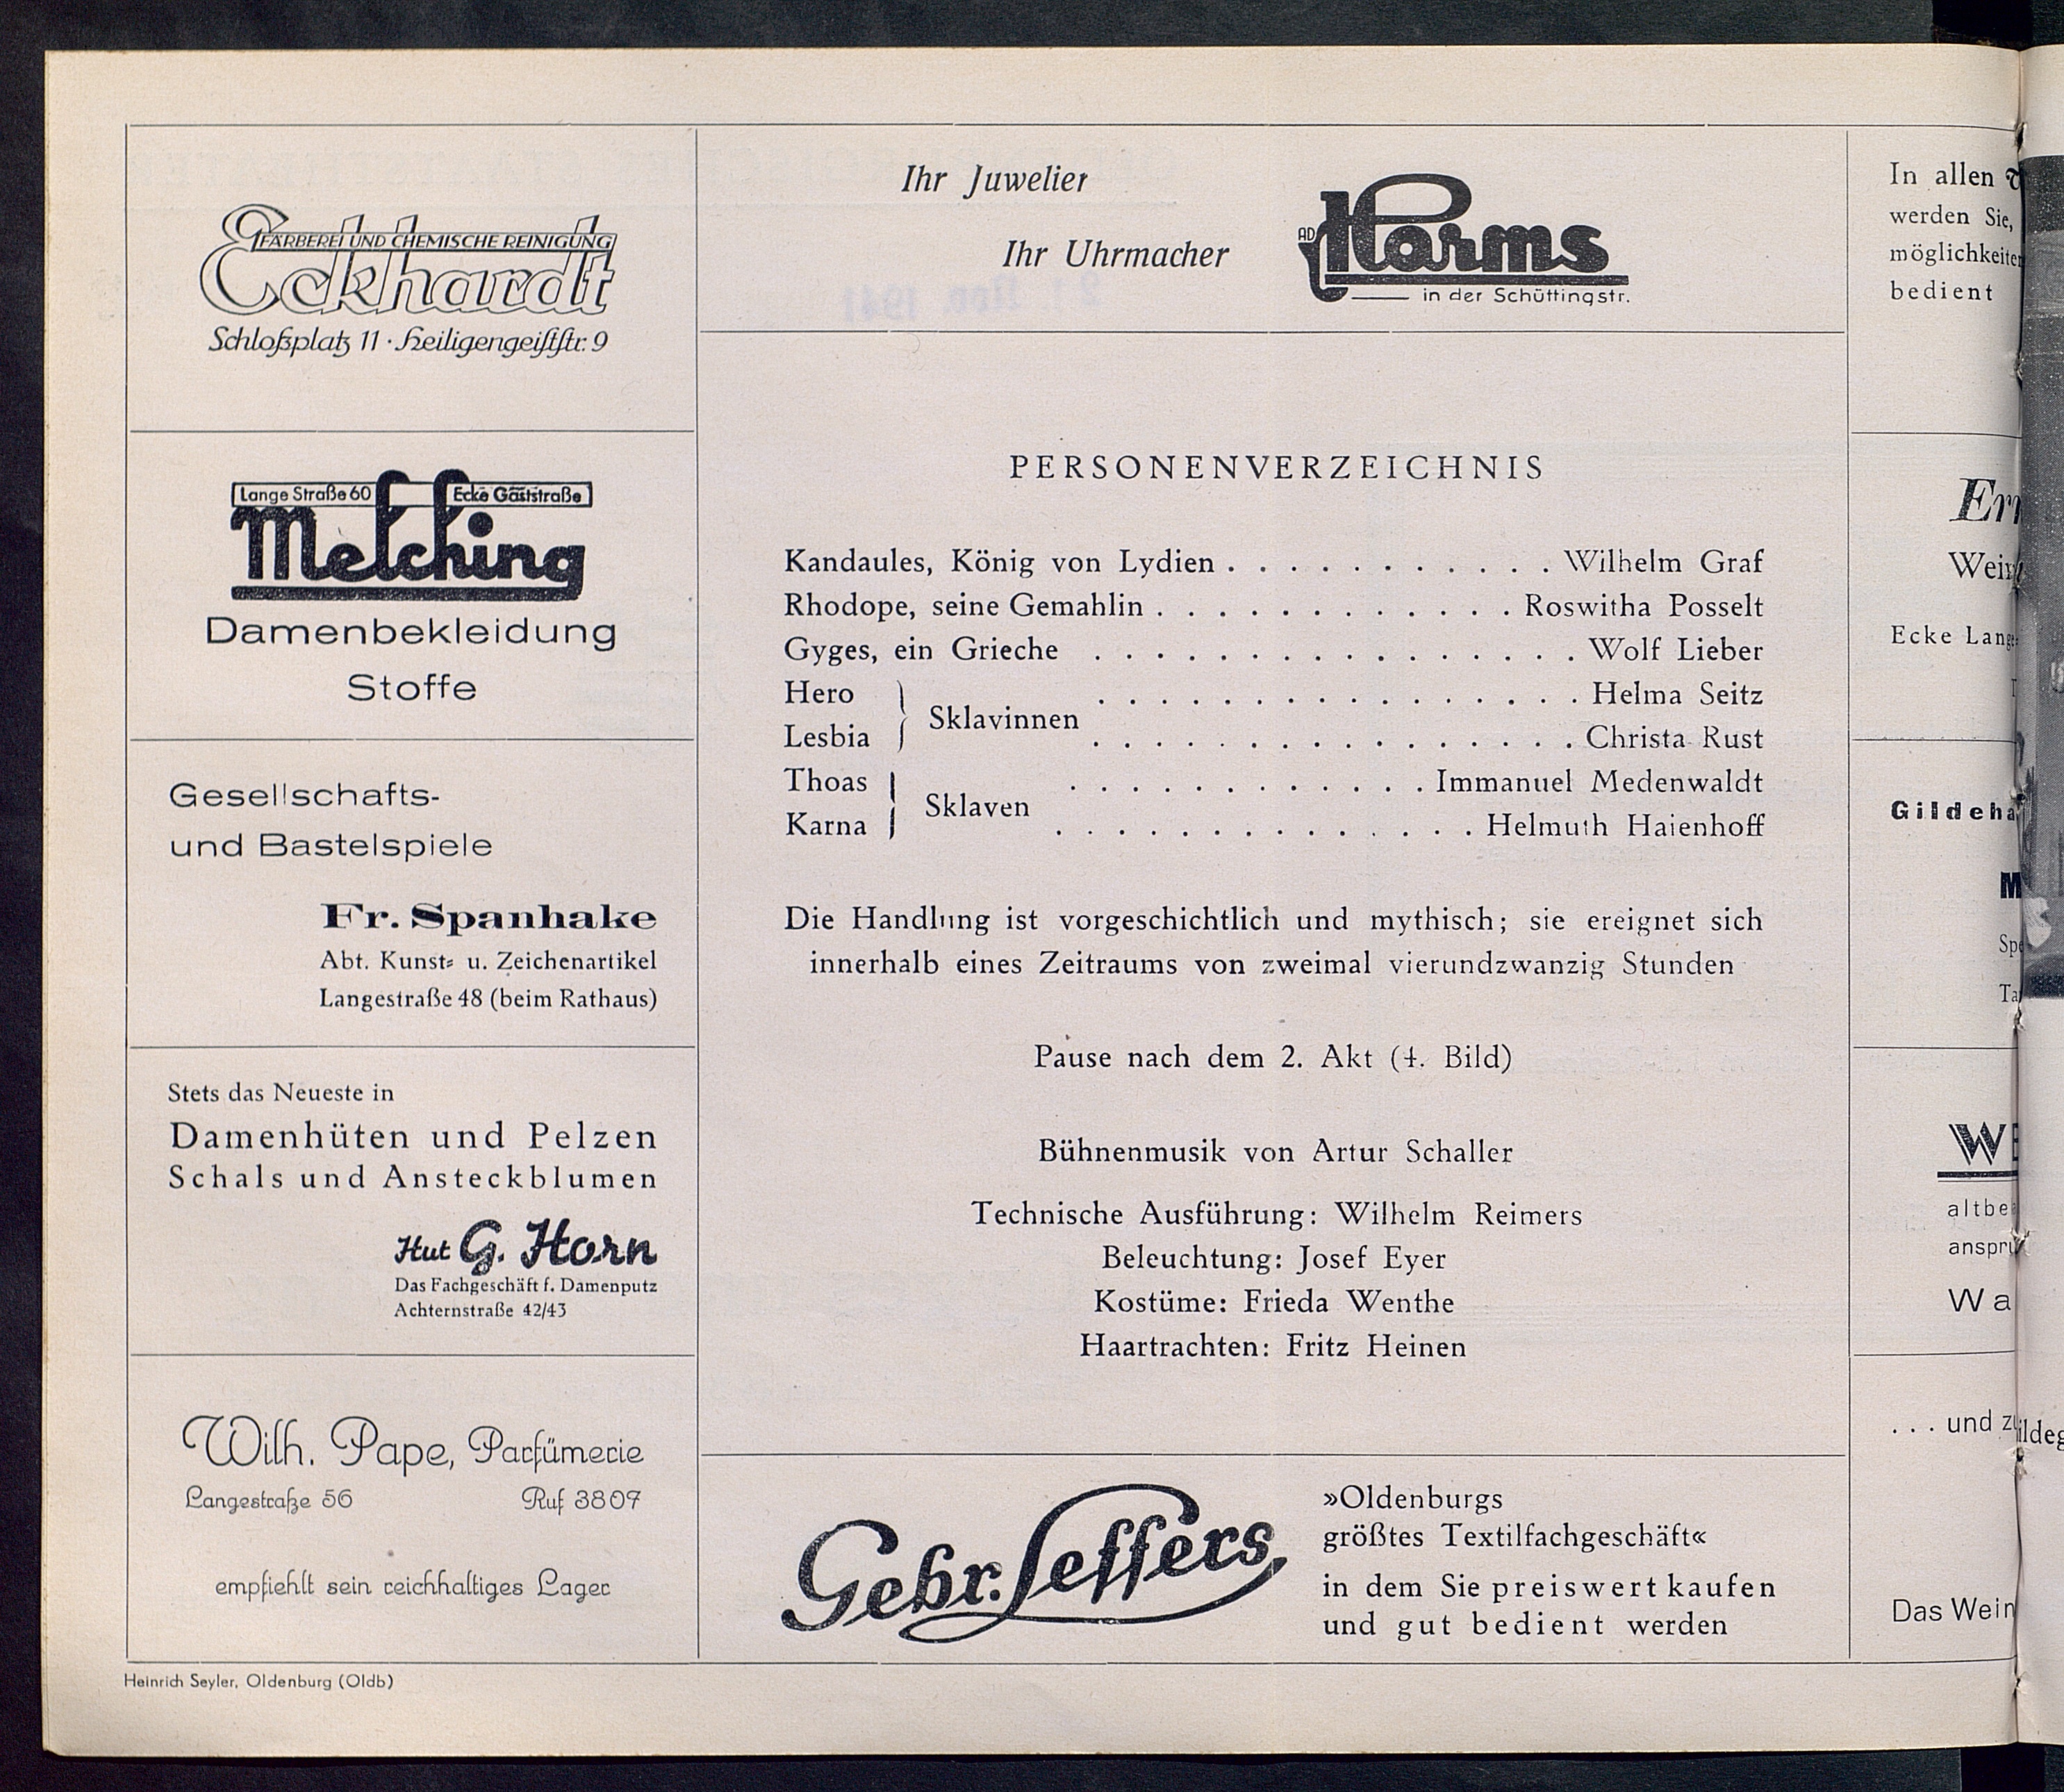 FÄRBEREI UND CHEMISCHE REINIGUNG
Eckhardt
Schloßplatz 11 · Heiligengeiststr. 9
Lange Straße 60 Ecke Gaststraße
Melching
Damenbekleidung
Stoffe
Gesellschafts-
und Bastelspiele
Fr. Spanhake
Abt. Kunst- u. Zeichenartikel
Langestraße 48 (beim Rathaus)
Stets das Neueste in
Damenhüten und Pelzen
Schals und Ansteckblumen
Hut G. Horn
Das Fachgeschäft f. Damenputz
Achternstraße 42/43
Wilh. Pape, Parfümerie
Langestraße 56 Ruf 3807
empfiehlt sein reichhaltiges Lager
Heinrich Seyler, Oldenburg (Oldb)
Ihr Juwelier
Ihr Uhrmacher
AD Harms
in der Schüttingstr.
PERSONENVERZEICHNIS
Kandaules, König von Lydien . . . . . . . . . . . Wilhelm Graf
Rhodope, seine Gemahlin . . . . . . . . . . . . Roswitha Posselt
Gyges, ein Grieche . . . . . . . . . . . . . . . . Wolf Lieber
Hero } Sklavinnen . . . . . . . . . . . . . . . . Helma Seitz
Lesbia } . . . . . . . . . . . . . . . . Christa Rust
Thoas } Sklaven . . . . . . . . . . . . Immanuel Medenwaldt
Karna } . . . . . . . . . . . . . . Helmuth Haienhoff
Die Handlung ist vorgeschichtlich und mythisch; sie ereignet sich
innerhalb eines Zeitraums von zweimal vierundzwanzig Stunden
Pause nach dem 2. Akt (4. Bild)
Bühnenmusik von Artur Schaller
Technische Ausführung: Wilhelm Reimers
Beleuchtung: Josef Eyer
Kostüme: Frieda Wenthe
Haartrachten: Fritz Heinen
Gebr. Leffers
»Oldenburgs
größtes Textilfachgeschäft«
in dem Sie preiswert kaufen
und gut bedient werden
In allen
werden Sie,
möglichkeiten
bedient
Ecke
Das Wein
. . . und